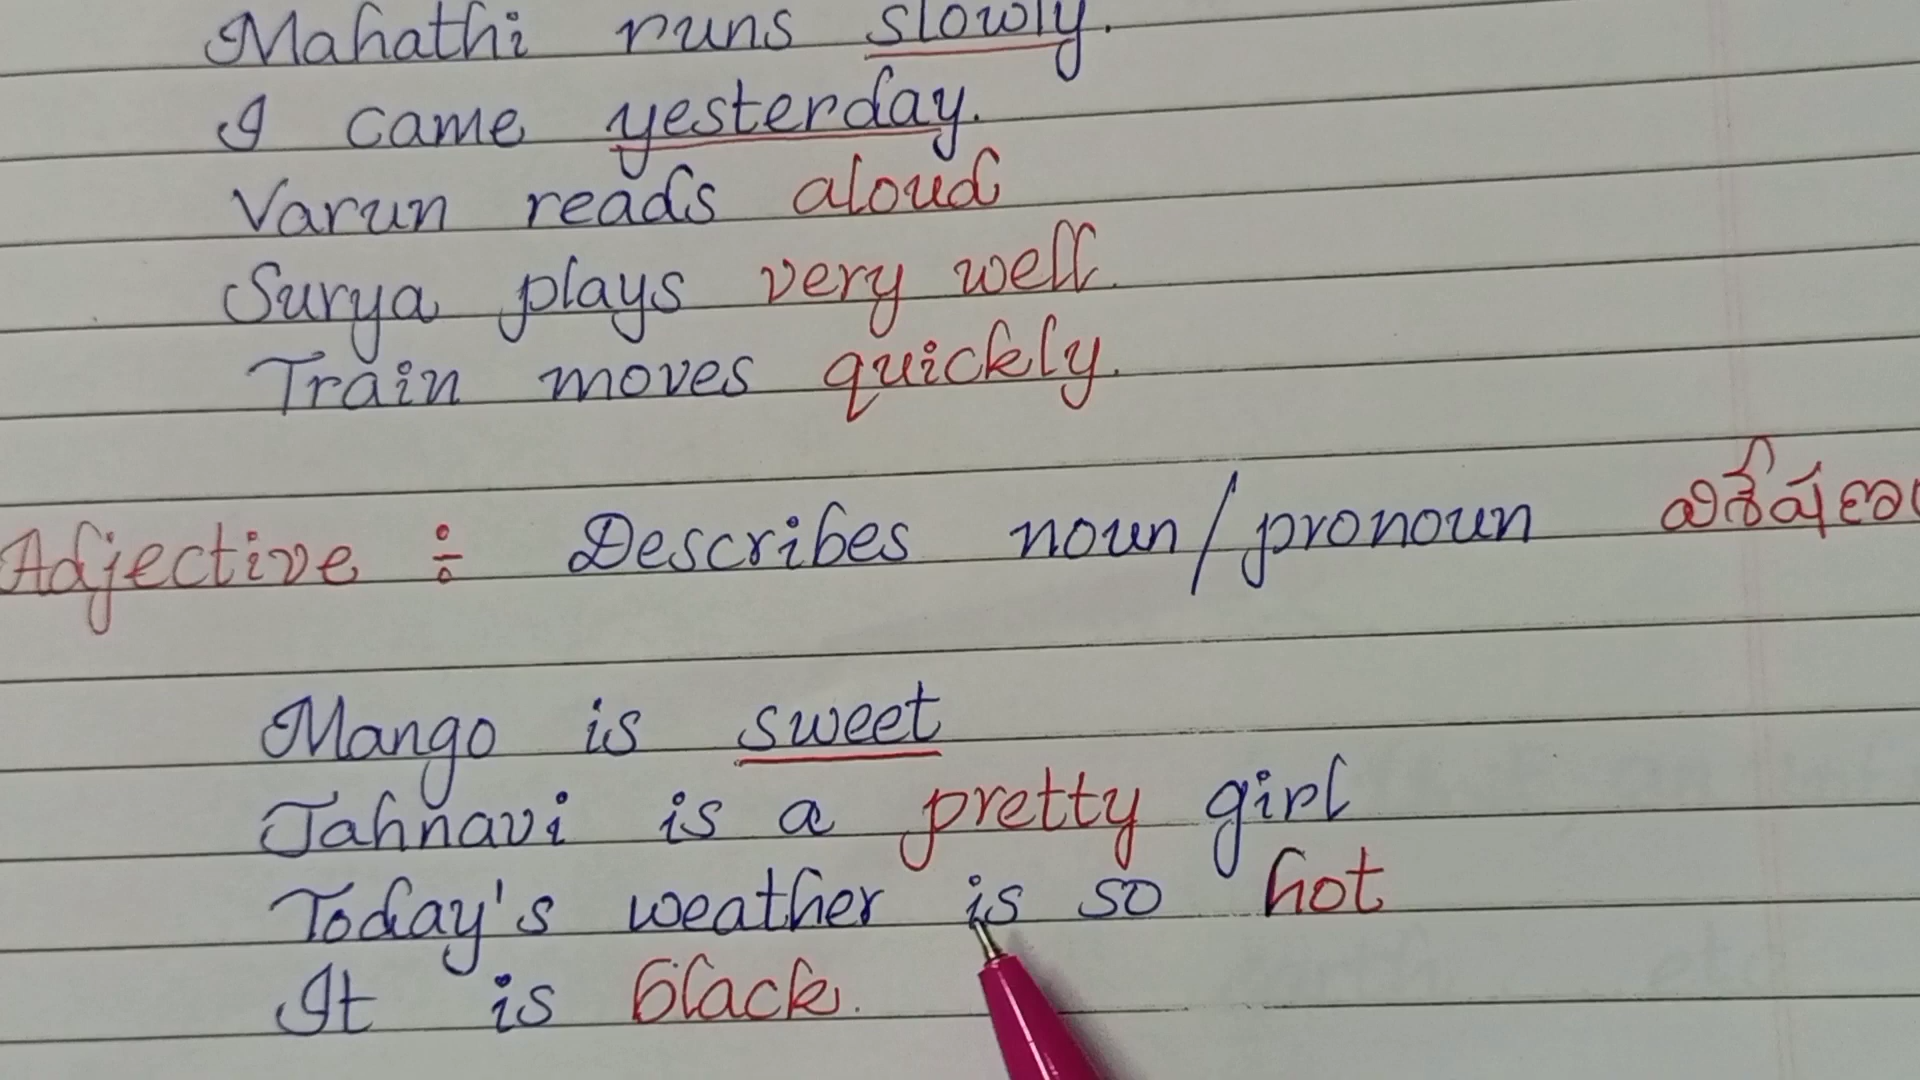 Mahathi runs slowly.
I came yesterday.
Varun reads aloud
Surya plays very well.
Train moves quickly.
Adjective ÷ Describes noun/pronoun
Mango is sweet
Jahnavi is a pretty girl
Today's weather is so hot
It is black.